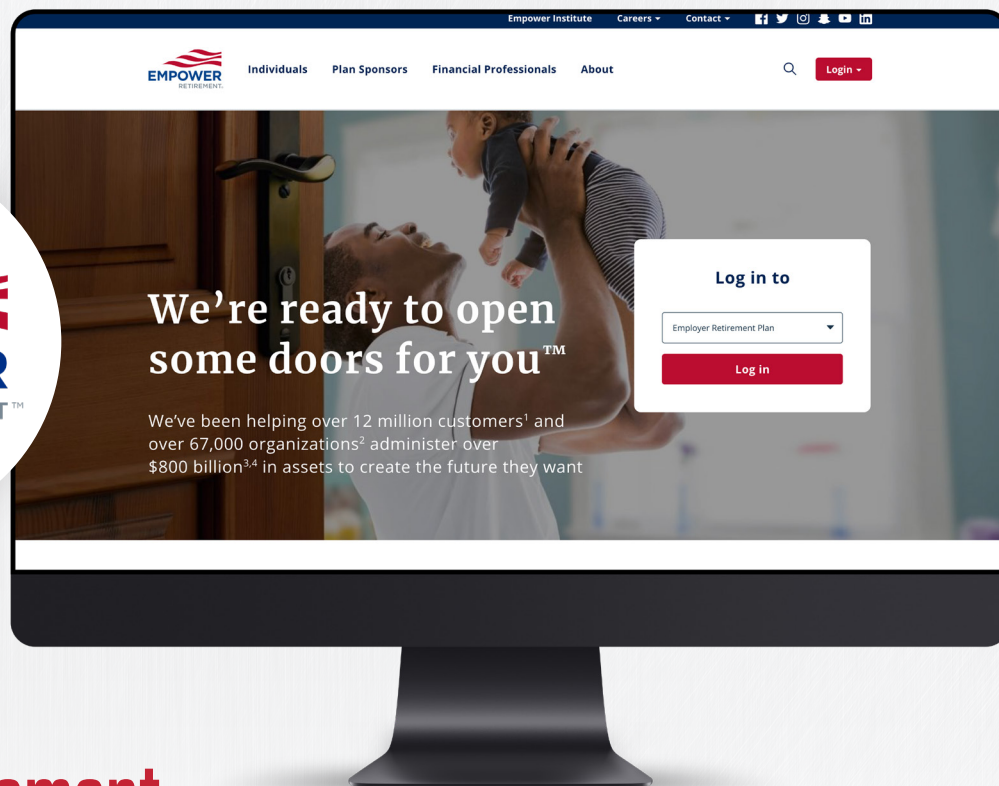 Empower Institute Careers Contact
EMPOWER
RETIREMENT.
Individuals Plan Sponsors Financial Professionals About
Login
We're ready to open
some doors for you™
We've been helping over 12 million customers¹ and
over 67,000 organizations² administer over
$800 billion³,⁴ in assets to create the future they want
Log in to
Employer Retirement Plan
Log in
R
T™